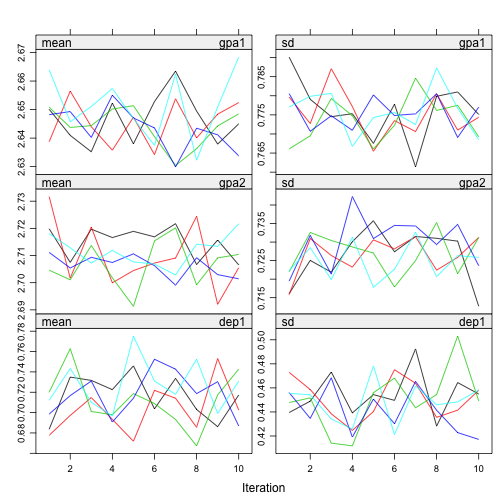 mean gpa1 sd gpa1
2.63 2.64 2.65 2.66 2.67
0.765 0.775 0.785
mean gpa2 sd gpa2
2.69 2.70 2.71 2.72 2.73
0.715 0.725 0.735
mean dep1 sd dep1
0.68 0.70 0.72 0.74 0.76 0.78
0.42 0.44 0.46 0.48 0.50
2 4 6 8 10 2 4 6 8 10
Iteration